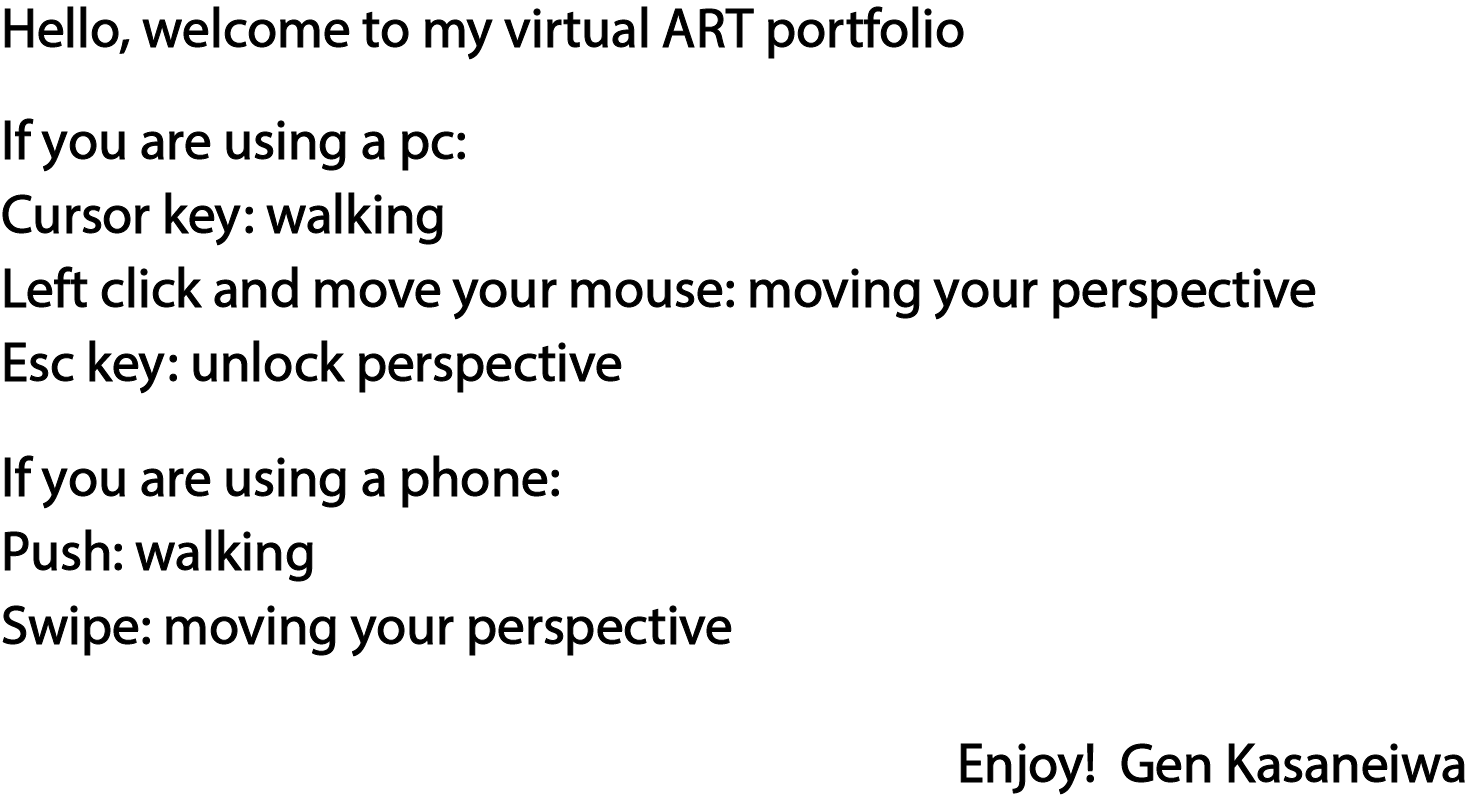 Hello, welcome to my virtual ART portfolio
If you are using a pc:
Cursor key: walking
Left click and move your mouse: moving your perspective
Esc key: unlock perspective
If you are using a phone:
Push: walking
Swipe: moving your perspective
Enjoy!  Gen Kasaneiwa